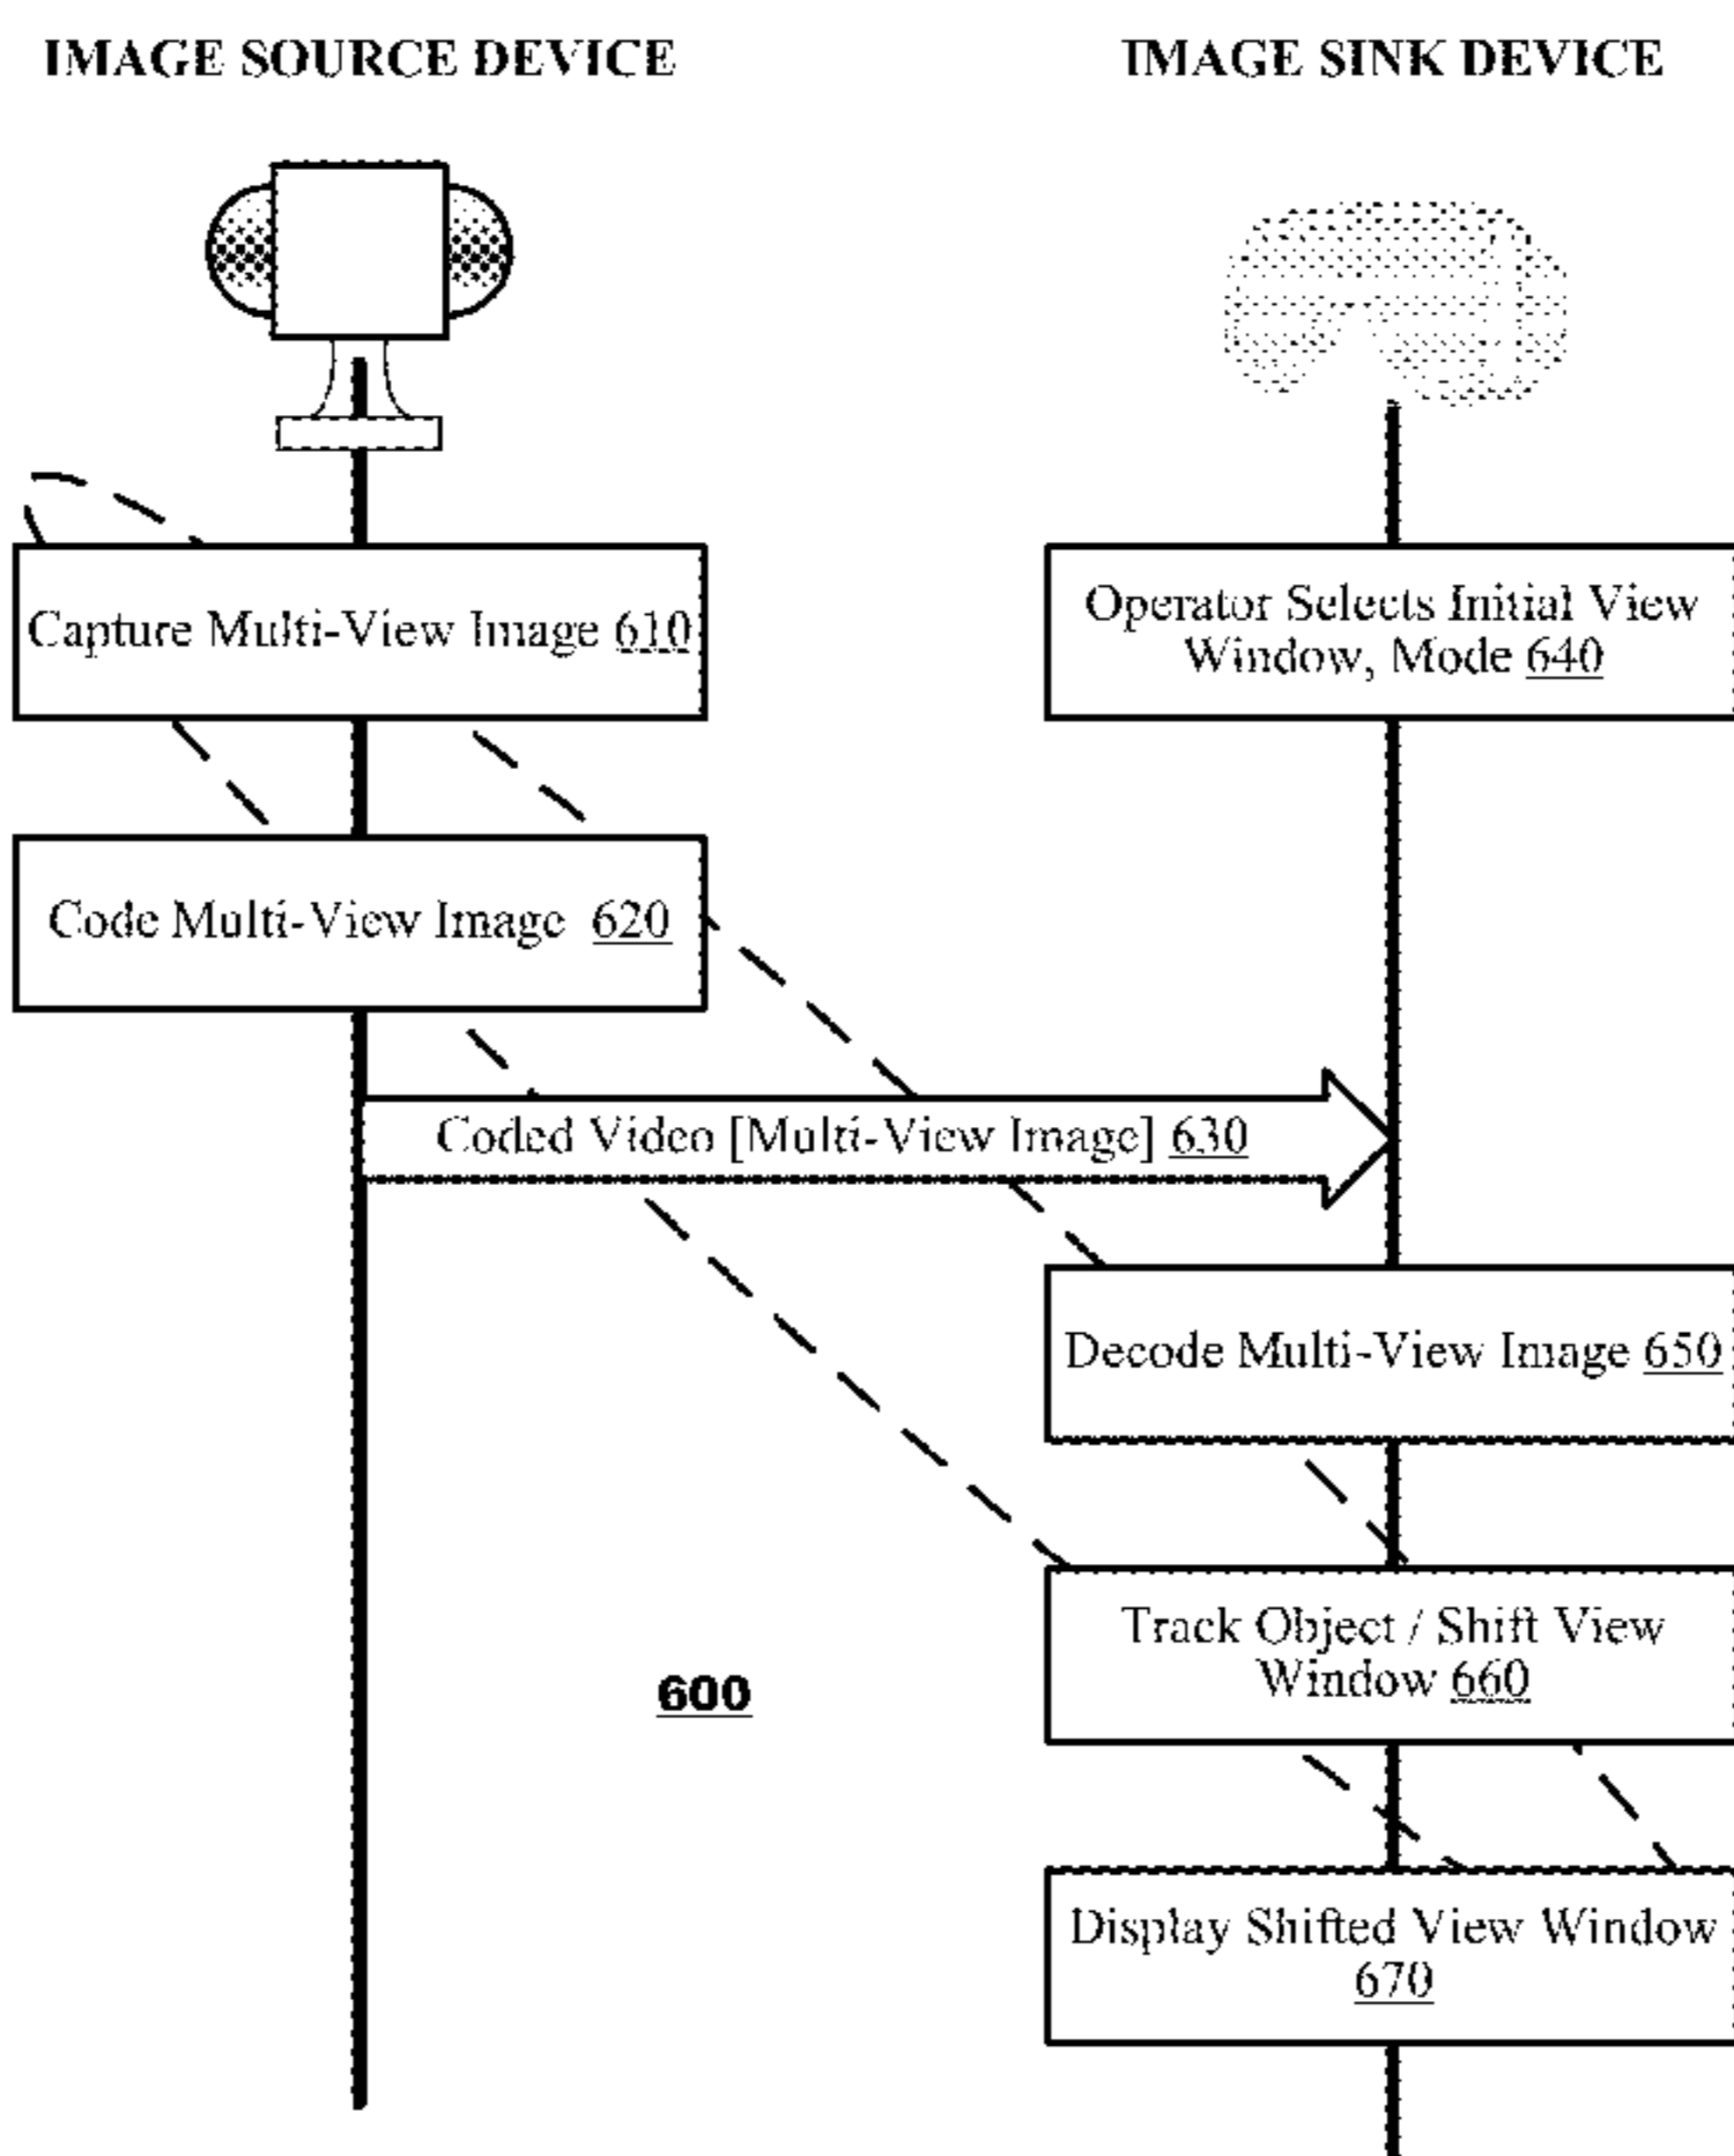 IMAGE SOURCE DEVICE
IMAGE SINK DEVICE
Capture Multi-View Image 610
Operator Selects Initial View
Window, Mode 640
Code Multi-View Image 620
Coded Video [Multi-View Image] 630
Decode Multi-View Image 650
Track Object / Shift View
Window 660
600
Display Shifted View Window
670